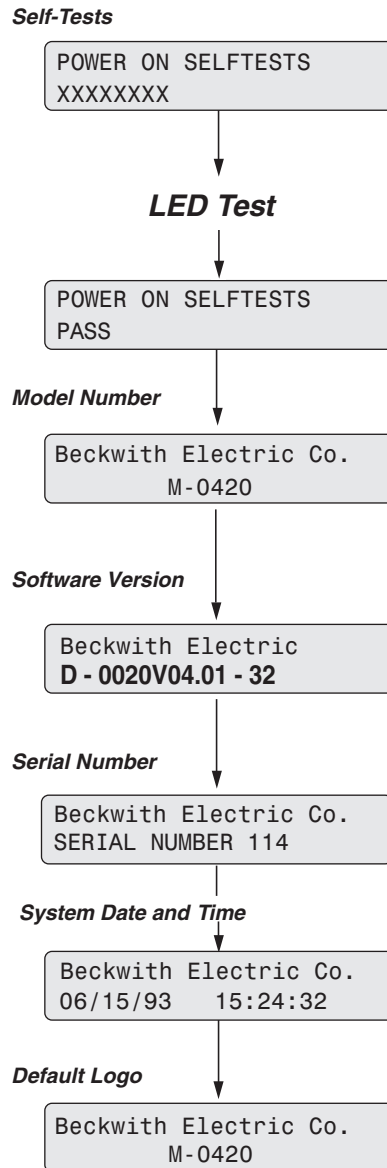 Self-Tests
POWER ON SELFTESTS
XXXXXXXX
LED Test
POWER ON SELFTESTS
PASS
Model Number
Beckwith Electric Co.
M-0420
Software Version
Beckwith Electric
D - 0020V04.01 - 32
Serial Number
Beckwith Electric Co.
SERIAL NUMBER 114
System Date and Time
Beckwith Electric Co.
06/15/93 15:24:32
Default Logo
Beckwith Electric Co.
M-0420